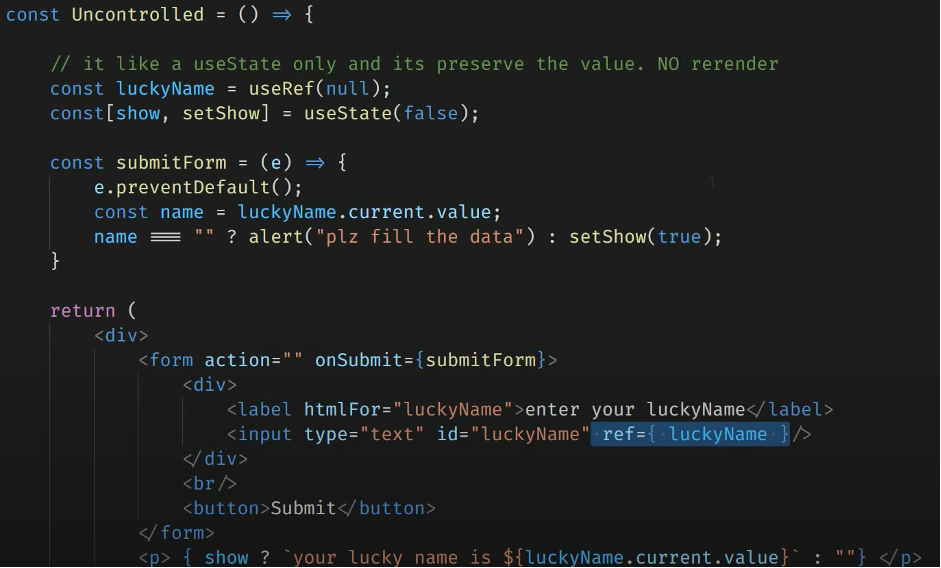 const Uncontrolled = () => {
// it like a useState only and its preserve the value. NO rerender
const luckyName = useRef(null);
const[show, setShow] = useState(false);
const submitForm = (e) => {
e.preventDefault();
const name = luckyName.current.value;
name === "" ? alert("plz fill the data") : setShow(true);
}
return (
<div>
<form action="" onSubmit={submitForm}>
<div>
<label htmlFor="luckyName">enter your luckyName</label>
<input type="text" id="luckyName" ref={ luckyName }/>
</div>
<br/>
<button>Submit</button>
</form>
<p> { show ? `your lucky name is ${luckyName.current.value}` : ""} </p>